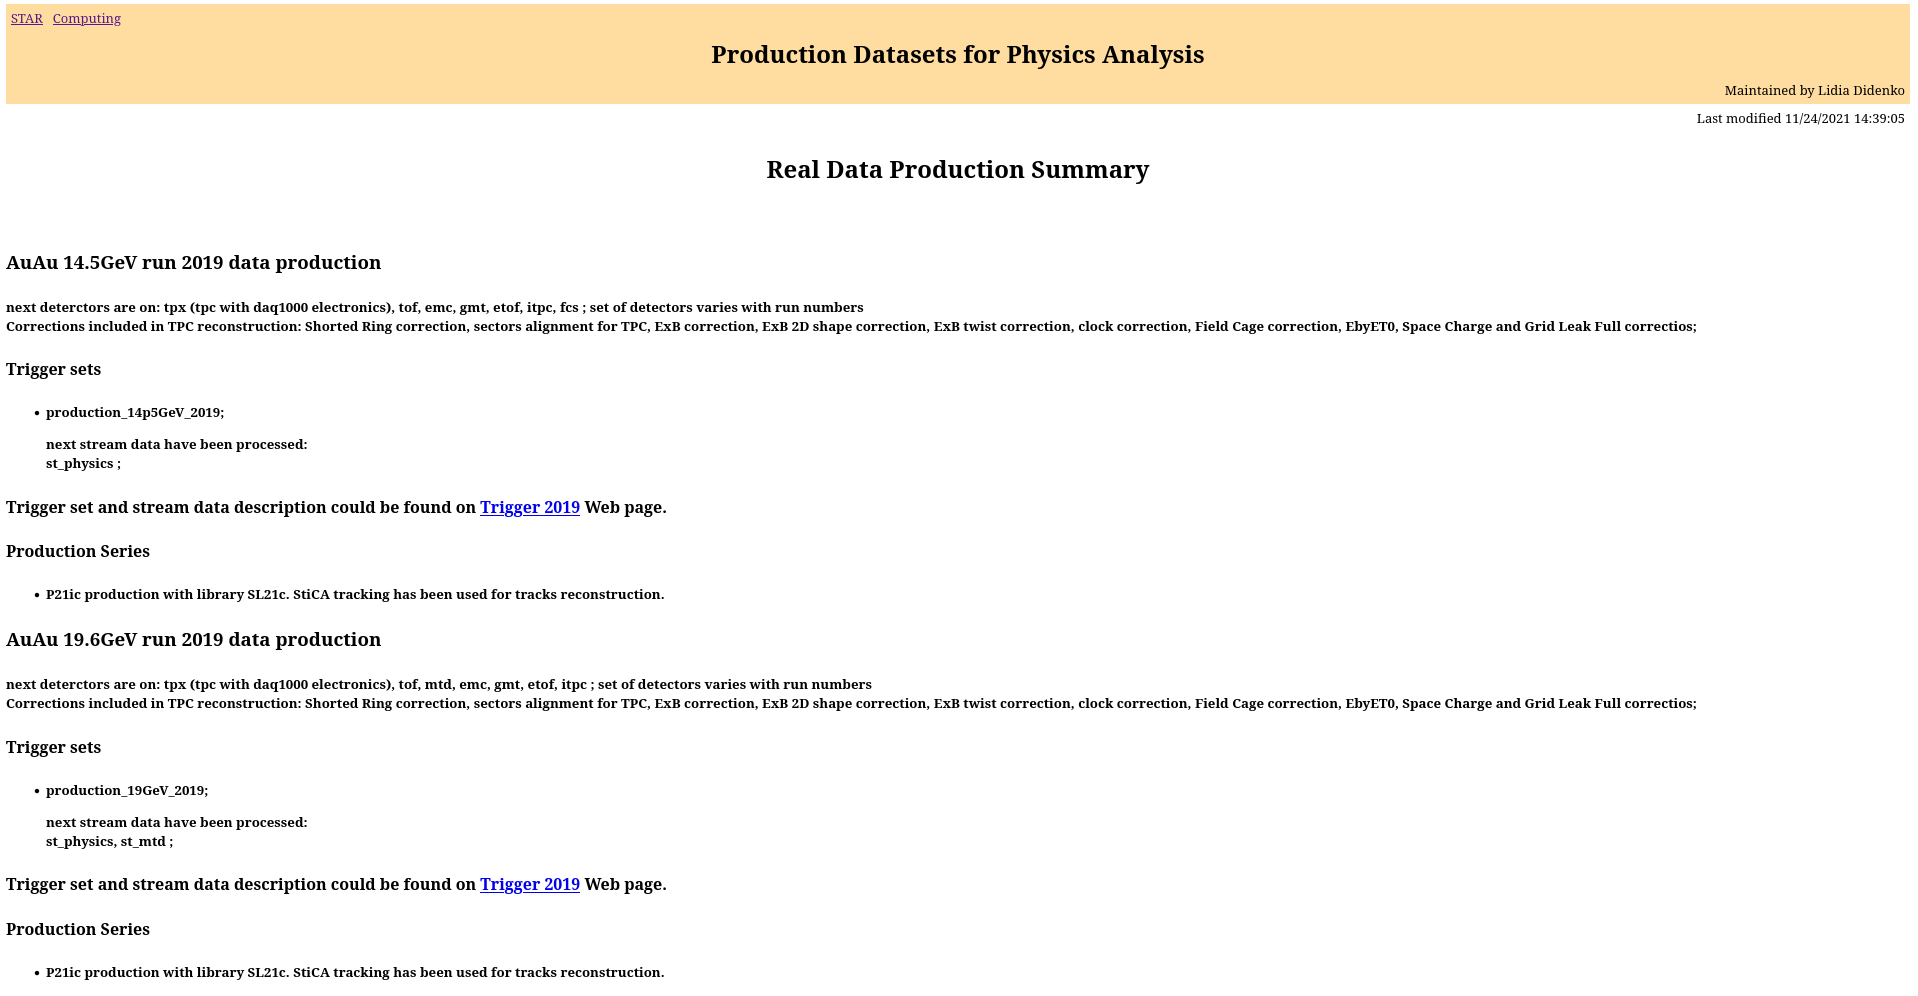 STAR Computing
Production Datasets for Physics Analysis
Maintained by Lidia Didenko
Last modified 11/24/2021 14:39:05
Real Data Production Summary
AuAu 14.5GeV run 2019 data production
next deterctors are on: tpx (tpc with daq1000 electronics), tof, emc, gmt, etof, itpc, fcs ; set of detectors varies with run numbers
Corrections included in TPC reconstruction: Shorted Ring correction, sectors alignment for TPC, ExB correction, ExB 2D shape correction, ExB twist correction, clock correction, Field Cage correction, EbyET0, Space Charge and Grid Leak Full correctios;
Trigger sets
• production_14p5GeV_2019;
next stream data have been processed:
st_physics ;
Trigger set and stream data description could be found on Trigger 2019 Web page.
Production Series
• P21ic production with library SL21c. StiCA tracking has been used for tracks reconstruction.
AuAu 19.6GeV run 2019 data production
next deterctors are on: tpx (tpc with daq1000 electronics), tof, mtd, emc, gmt, etof, itpc ; set of detectors varies with run numbers
Corrections included in TPC reconstruction: Shorted Ring correction, sectors alignment for TPC, ExB correction, ExB 2D shape correction, ExB twist correction, clock correction, Field Cage correction, EbyET0, Space Charge and Grid Leak Full correctios;
Trigger sets
• production_19GeV_2019;
next stream data have been processed:
st_physics, st_mtd ;
Trigger set and stream data description could be found on Trigger 2019 Web page.
Production Series
• P21ic production with library SL21c. StiCA tracking has been used for tracks reconstruction.